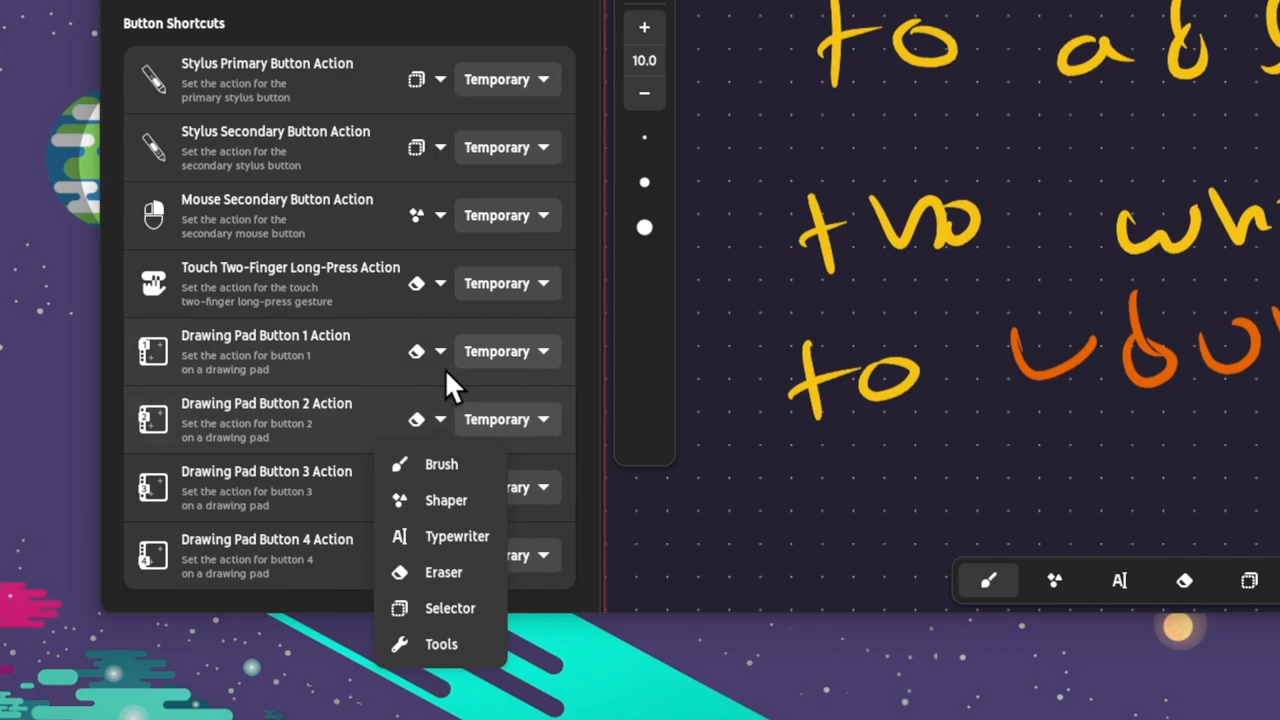 Button Shortcuts
Stylus Primary Button Action
Set the action for the
primary stylus button
Temporary
Stylus Secondary Button Action
Set the action for the
secondary stylus button
Temporary
Mouse Secondary Button Action
Set the action for the
secondary mouse button
Temporary
Touch Two-Finger Long-Press Action
Set the action for the touch
two-finger long-press gesture
Temporary
Drawing Pad Button 1 Action
Set the action for button 1
on a drawing pad
Temporary
Drawing Pad Button 2 Action
Set the action for button 2
on a drawing pad
Temporary
Drawing Pad Button 3 Action
Set the action for button 3
on a drawing pad
rary
Drawing Pad Button 4 Action
Set the action for button 4
on a drawing pad
rary
Brush
Shaper
Typewriter
Eraser
Selector
Tools
+
10.0
−
to
to